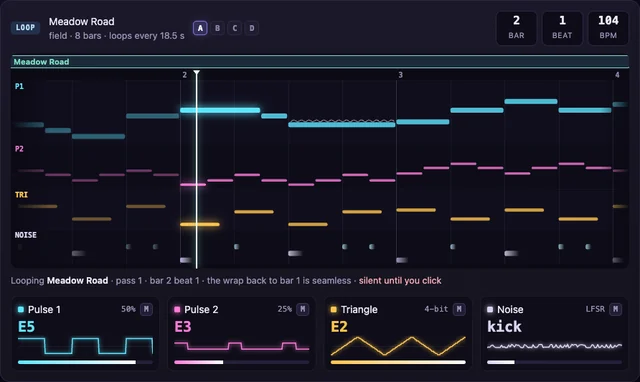 LOOP
Meadow Road
field · 8 bars · loops every 18.5 s
A B C D
2
BAR
1
BEAT
104
BPM
Meadow Road
2 3 4
P1
P2
TRI
NOISE
Looping Meadow Road · pass 1 · bar 2 beat 1 · the wrap back to bar 1 is seamless · silent until you click
Pulse 1 50% M
E5
Pulse 2 25% M
E3
Triangle 4-bit M
E2
Noise LFSR M
kick